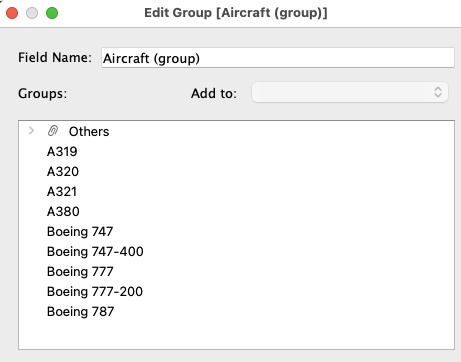 Edit Group [Aircraft (group)]
Field Name: Aircraft (group)
Groups: Add to:
Others
A319
A320
A321
A380
Boeing 747
Boeing 747-400
Boeing 777
Boeing 777-200
Boeing 787